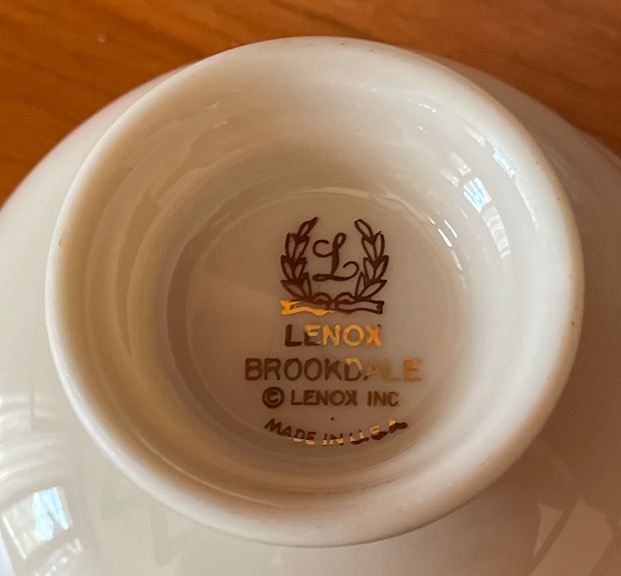 L
LENOX
BROOKDALE
© LENOX INC
MADE IN U.S.A.